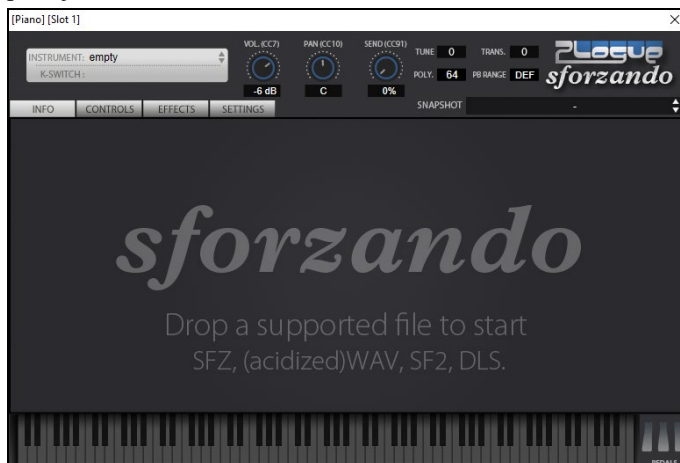 [Piano] [Slot 1]
INSTRUMENT: empty
K-SWITCH :
VOL. (CC7)
-6 dB
PAN (CC10)
C
SEND (CC91)
0%
TUNE 0 TRANS. 0
POLY. 64 PB RANGE DEF
Plogue
sforzando
INFO CONTROLS EFFECTS SETTINGS
SNAPSHOT -
sforzando
Drop a supported file to start
SFZ, (acidized)WAV, SF2, DLS.
PEDALS